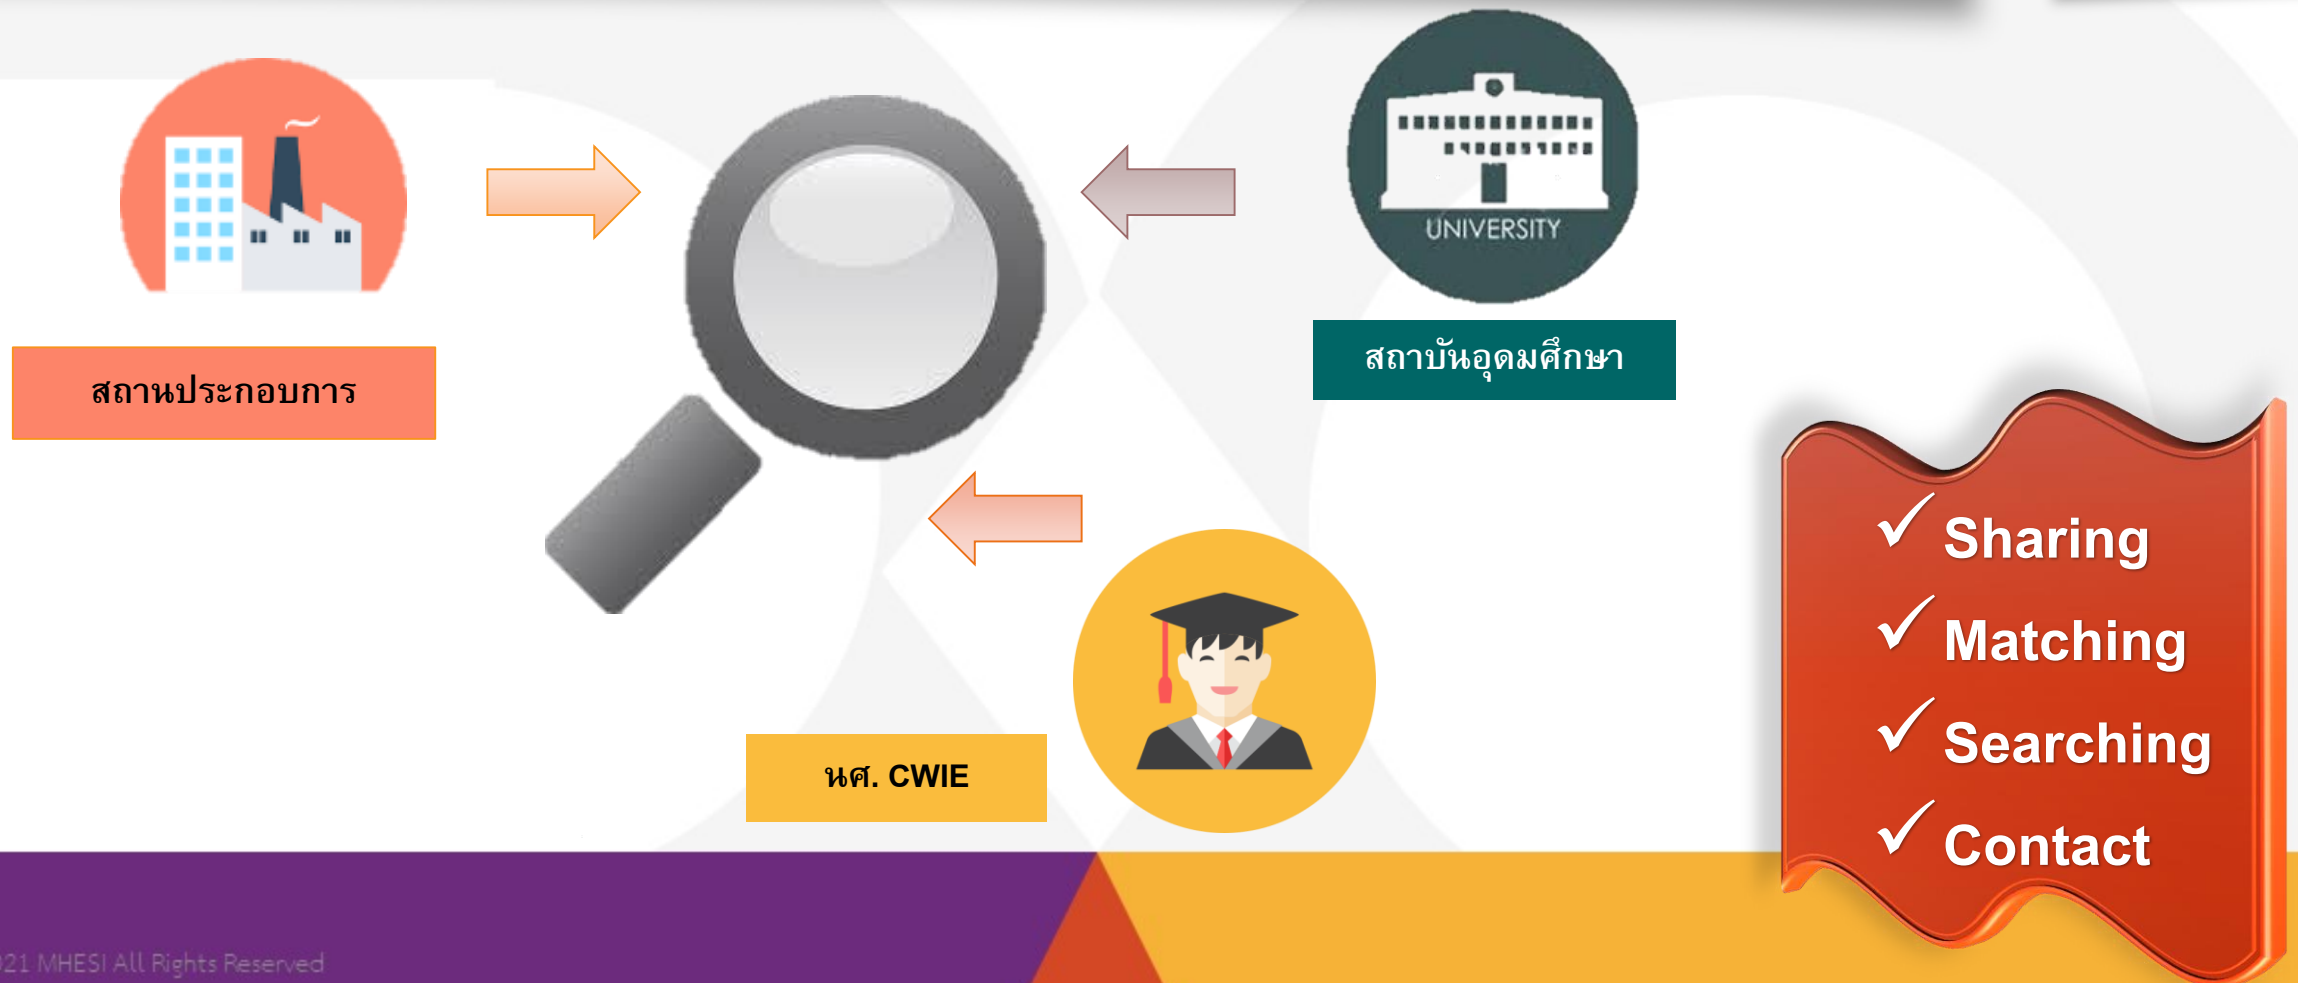 UNIVERSITY
สถานประกอบการ
สถาบันอุดมศึกษา
นศ. CWIE
✓ Sharing
✓ Matching
✓ Searching
✓ Contact
21 MHESI All Rights Reserved